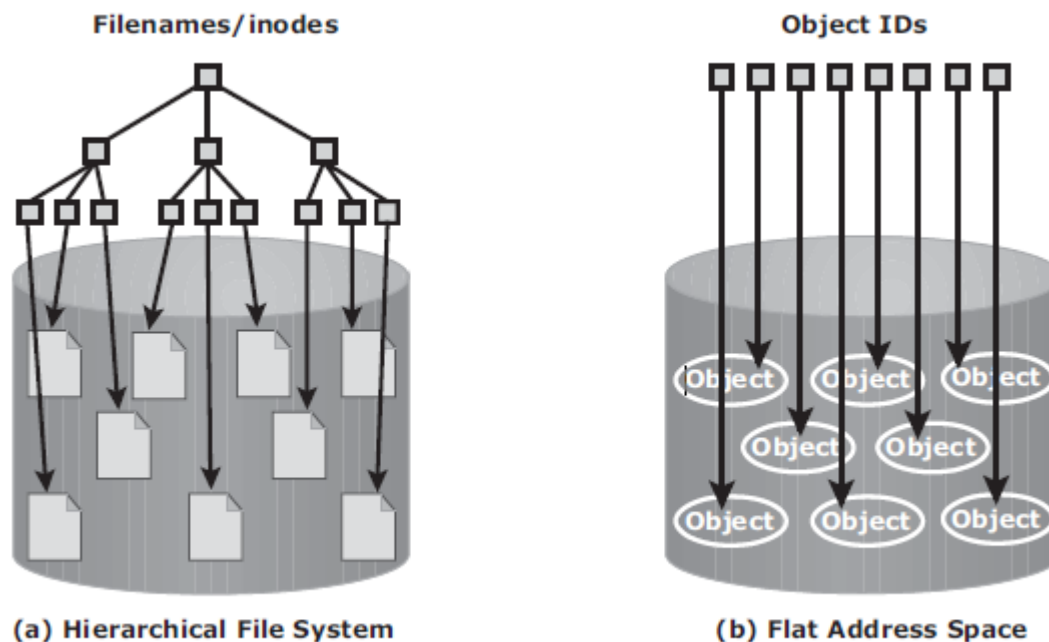 Filenames/inodes
Object IDs
Object
Object
Object
Object
Object
Object
Object
Object
(a) Hierarchical File System
(b) Flat Address Space